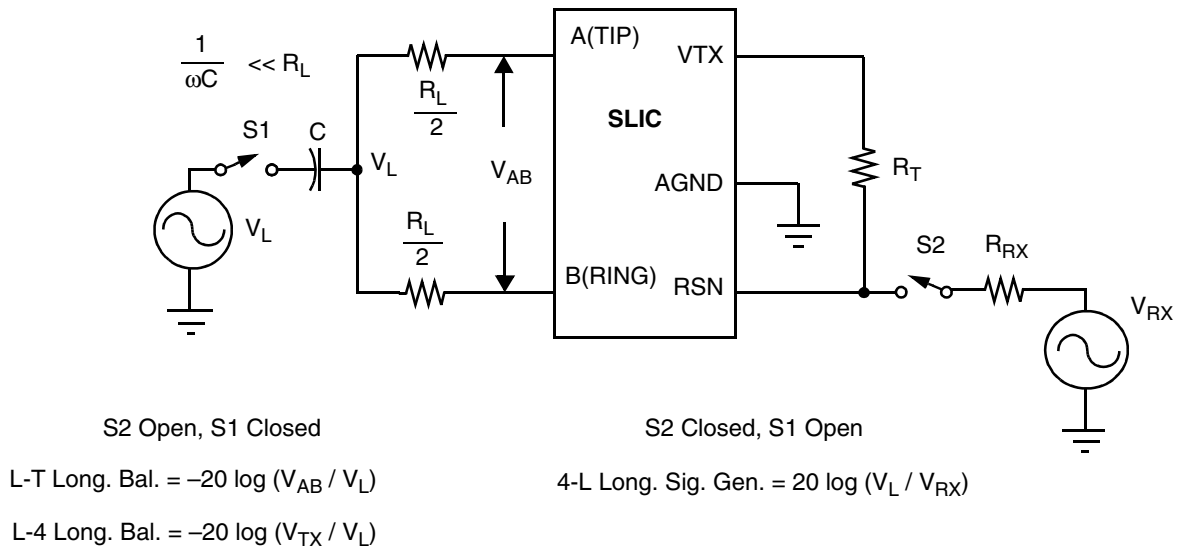 A(TIP)
VTX
1
ωC
<< R_L
R_L
2
SLIC
S1
C
V_L
V_AB
R_T
AGND
V_L
R_L
2
S2
R_RX
B(RING)
RSN
V_RX
S2 Open, S1 Closed
S2 Closed, S1 Open
L-T Long. Bal. = –20 log (V_AB / V_L)
4-L Long. Sig. Gen. = 20 log (V_L / V_RX)
L-4 Long. Bal. = –20 log (V_TX / V_L)